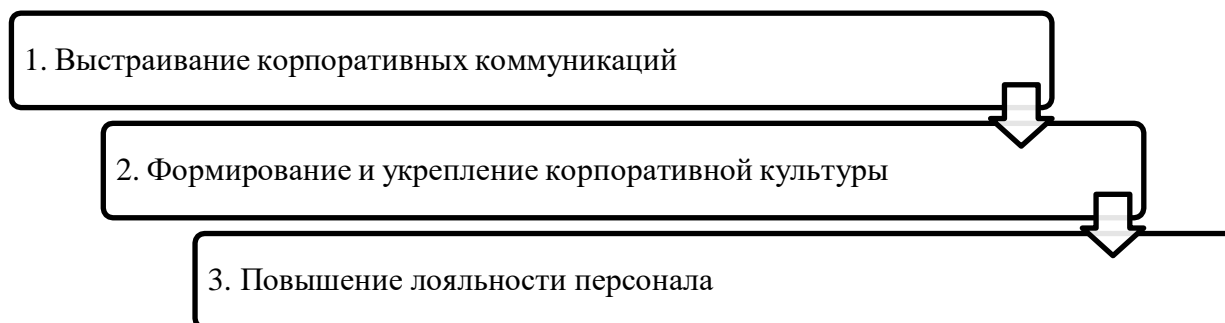 1. Выстраивание корпоративных коммуникаций
2. Формирование и укрепление корпоративной культуры
3. Повышение лояльности персонала